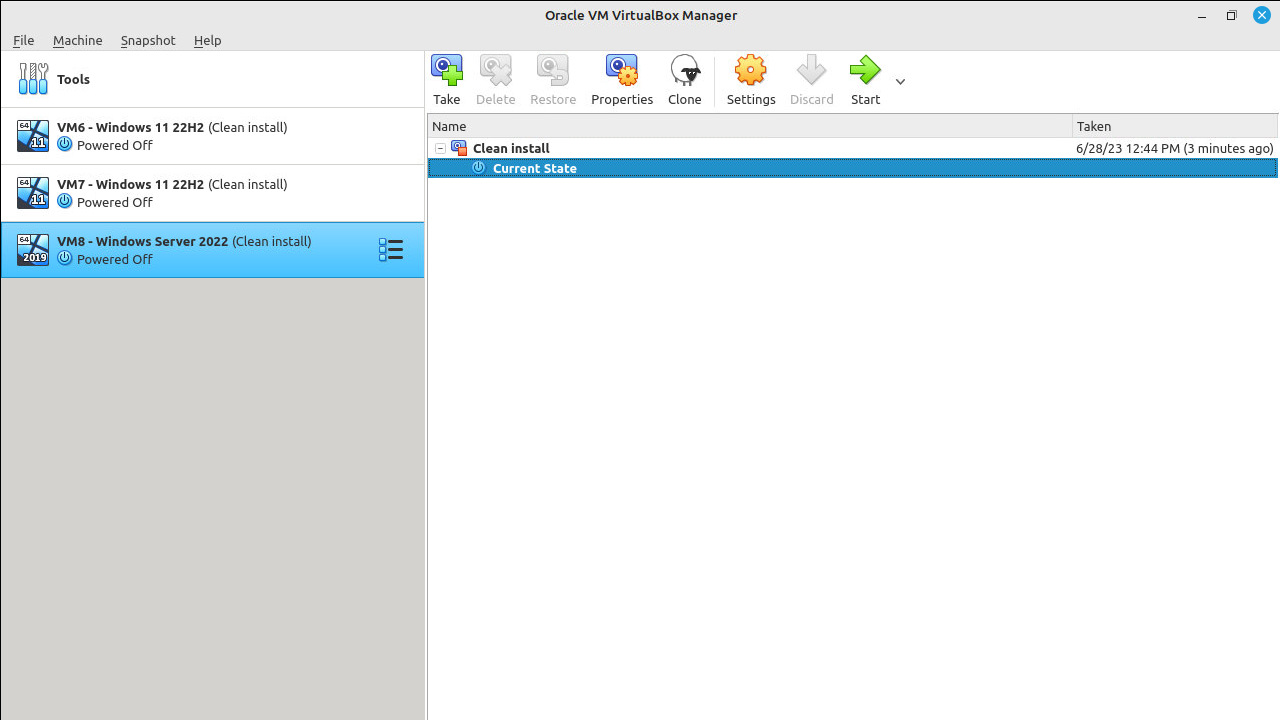 Oracle VM VirtualBox Manager
File Machine Snapshot Help
Tools
Take Delete Restore Properties Clone Settings Discard Start
Name Taken
Clean install 6/28/23 12:44 PM (3 minutes ago)
Current State
64 11 VM6 - Windows 11 22H2 (Clean install)
Powered Off
64 11 VM7 - Windows 11 22H2 (Clean install)
Powered Off
64 2019 VM8 - Windows Server 2022 (Clean install)
Powered Off